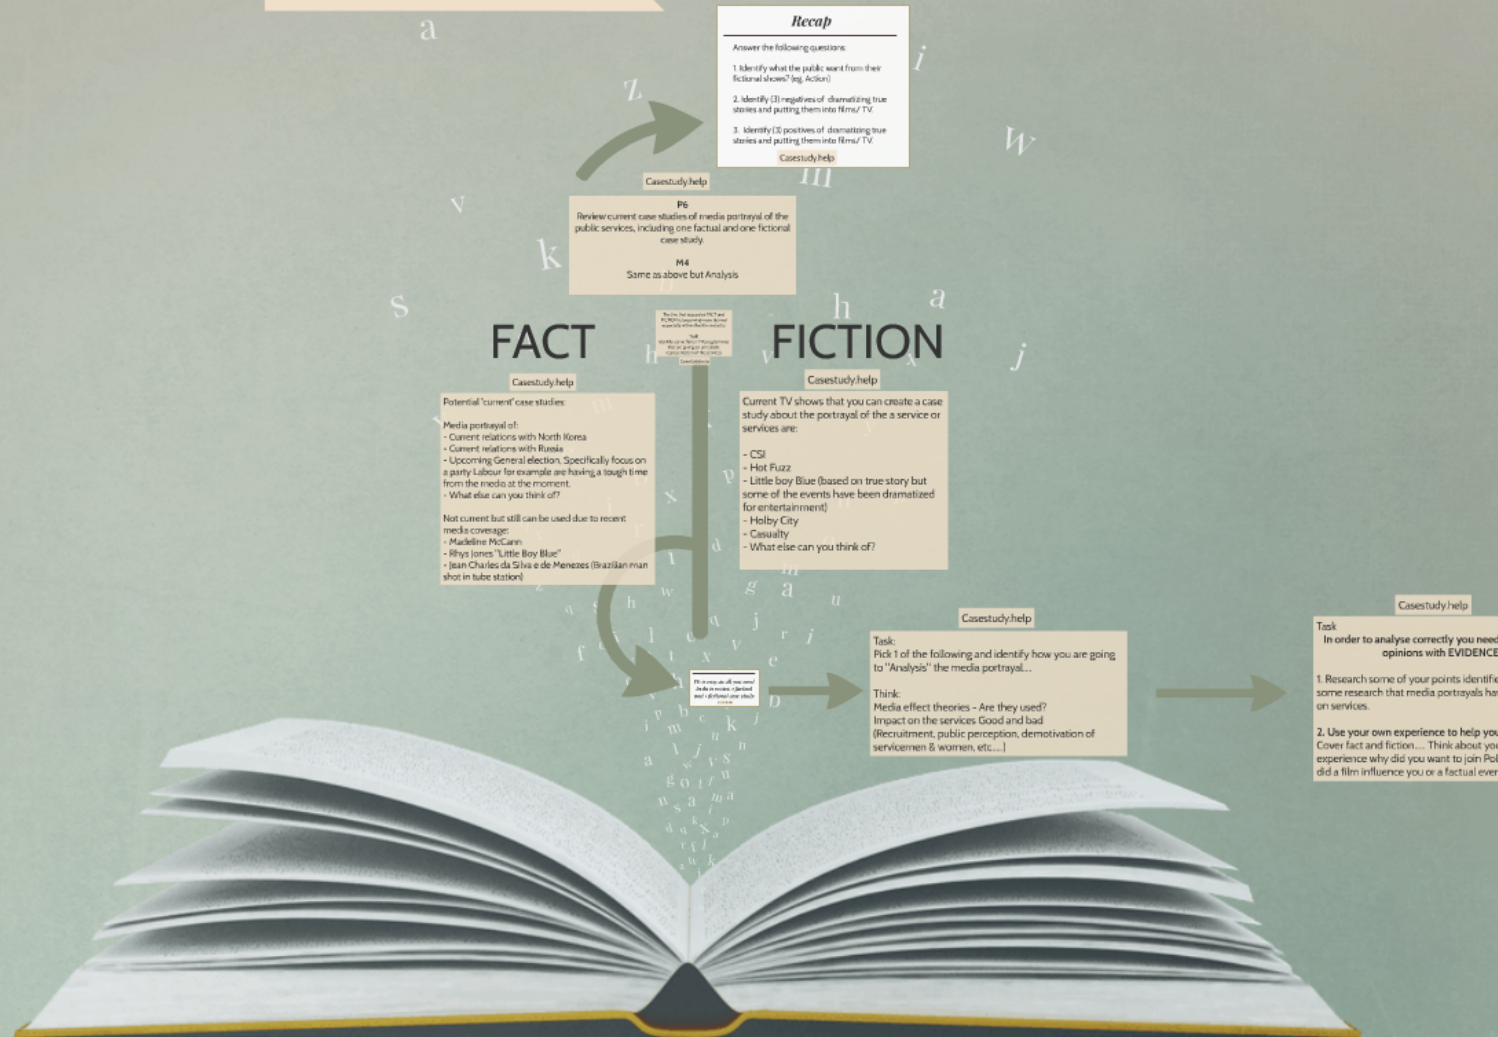 Recap
Answer the following questions:
1. Identify what the public want from their
fictional shows? (eg. Action)
2. Identify (3) negatives of dramatizing true
stories and putting them into films/ TV.
3. Identify (3) positives of dramatizing true
stories and putting them into films/ TV.
Casestudy.help
Casestudy.help
P6
Review current case studies of media portrayal of the
public services, including one factual and one fictional
case study.
M4
Same as above but Analysis
FACT
FICTION
Casestudy.help
Potential "current" case studies:
Media portrayal of:
- Current relations with North Korea
- Current relations with Russia
- Upcoming General election, Specifically focus on
a party Labour for example are having a tough time
from the media at the moment.
- What else can you think of?
Not current but still can be used due to recent
media coverage:
- Madeline McCann
- Rhys Jones "Little Boy Blue"
- Jean Charles da Silva e de Menezes (Brazilian man
shot in tube station)
Casestudy.help
Current TV shows that you can create a case
study about the portrayal of the a service or
services are:
- CSI
- Hot Fuzz
- Little boy Blue (based on true story but
some of the events have been dramatized
for entertainment)
- Holby City
- Casualty
- What else can you think of?
Casestudy.help
Task:
Pick 1 of the following and identify how you are going
to "Analysis" the media portrayal...
Think:
Media effect theories - Are they used?
Impact on the services Good and bad
(Recruitment, public perception, demotivation of
servicemen & women, etc....)
Casestudy.help
Task
In order to analyse correctly you need
opinions with EVIDENCE
1. Research some of your points identifie
some research that media portrayals hav
on services.
2. Use your own experience to help you
Cover fact and fiction.... Think about you
experience why did you want to join Pol
did a film influence you or a factual even